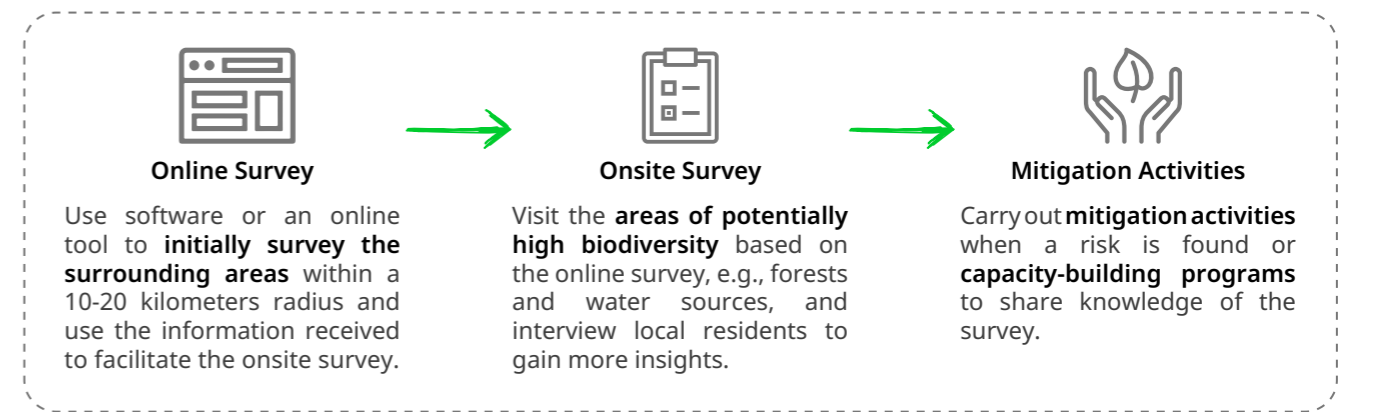 Online Survey
Use software or an online
tool to initially survey the
surrounding areas within a
10-20 kilometers radius and
use the information received
to facilitate the onsite survey.
Onsite Survey
Visit the areas of potentially
high biodiversity based on
the online survey, e.g., forests
and water sources, and
interview local residents to
gain more insights.
Mitigation Activities
Carry out mitigation activities
when a risk is found or
capacity-building programs
to share knowledge of the
survey.